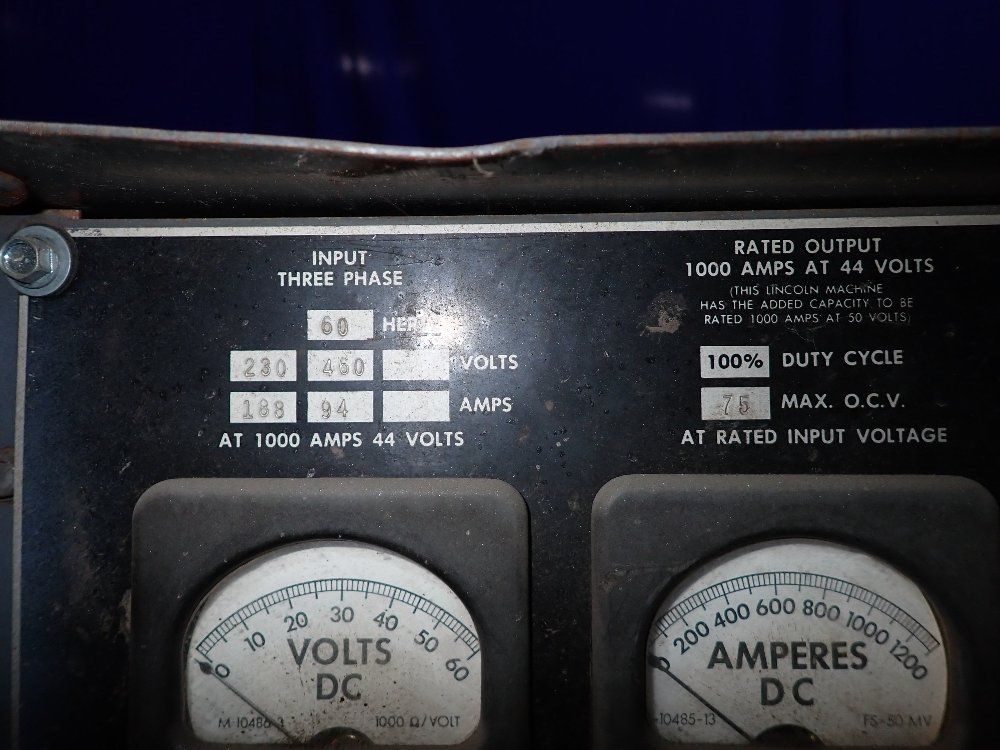 INPUT
THREE PHASE
60
230 460 VOLTS
188 94 AMPS
AT 1000 AMPS 44 VOLTS
RATED OUTPUT
1000 AMPS AT 44 VOLTS
(THIS LINCOLN MACHINE
HAS THE ADDED CAPACITY TO BE
RATED 1000 AMPS AT 50 VOLTS)
100% DUTY CYCLE
75 MAX. O.C.V.
AT RATED INPUT VOLTAGE
0 10 20 30 40 50 60
VOLTS
DC
1000 Ω/VOLT
0 200 400 600 800 1000 1200
AMPERES
DC
-10485-13 FS-50 MV